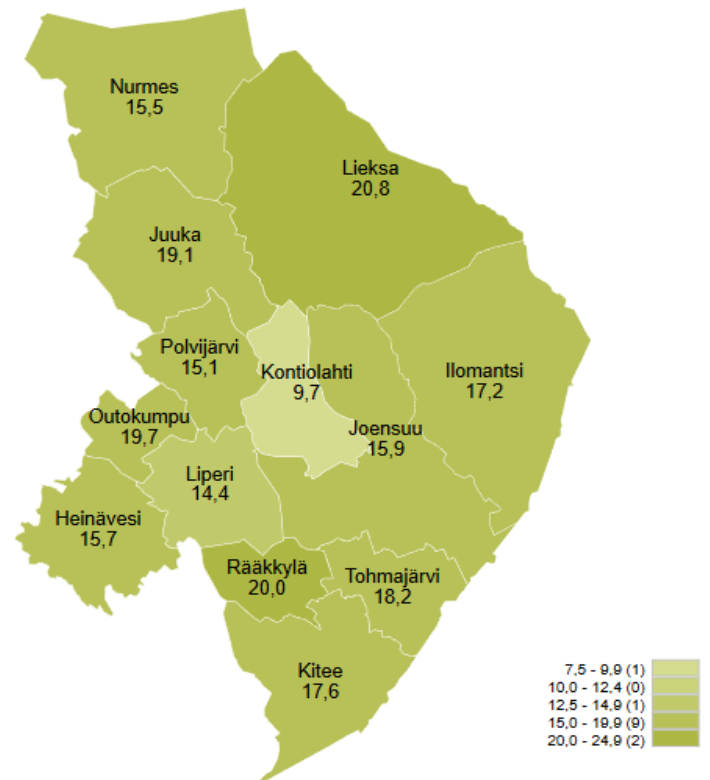 Nurmes
15,5
Lieksa
20,8
Juuka
19,1
Polvijärvi
15,1
Kontiolahti
9,7
Ilomantsi
17,2
Outokumpu
19,7
Joensuu
15,9
Liperi
14,4
Heinävesi
15,7
Rääkkylä
20,0
Tohmajärvi
18,2
Kitee
17,6
7,5 - 9,9 (1)
10,0 - 12,4 (0)
12,5 - 14,9 (1)
15,0 - 19,9 (9)
20,0 - 24,9 (2)